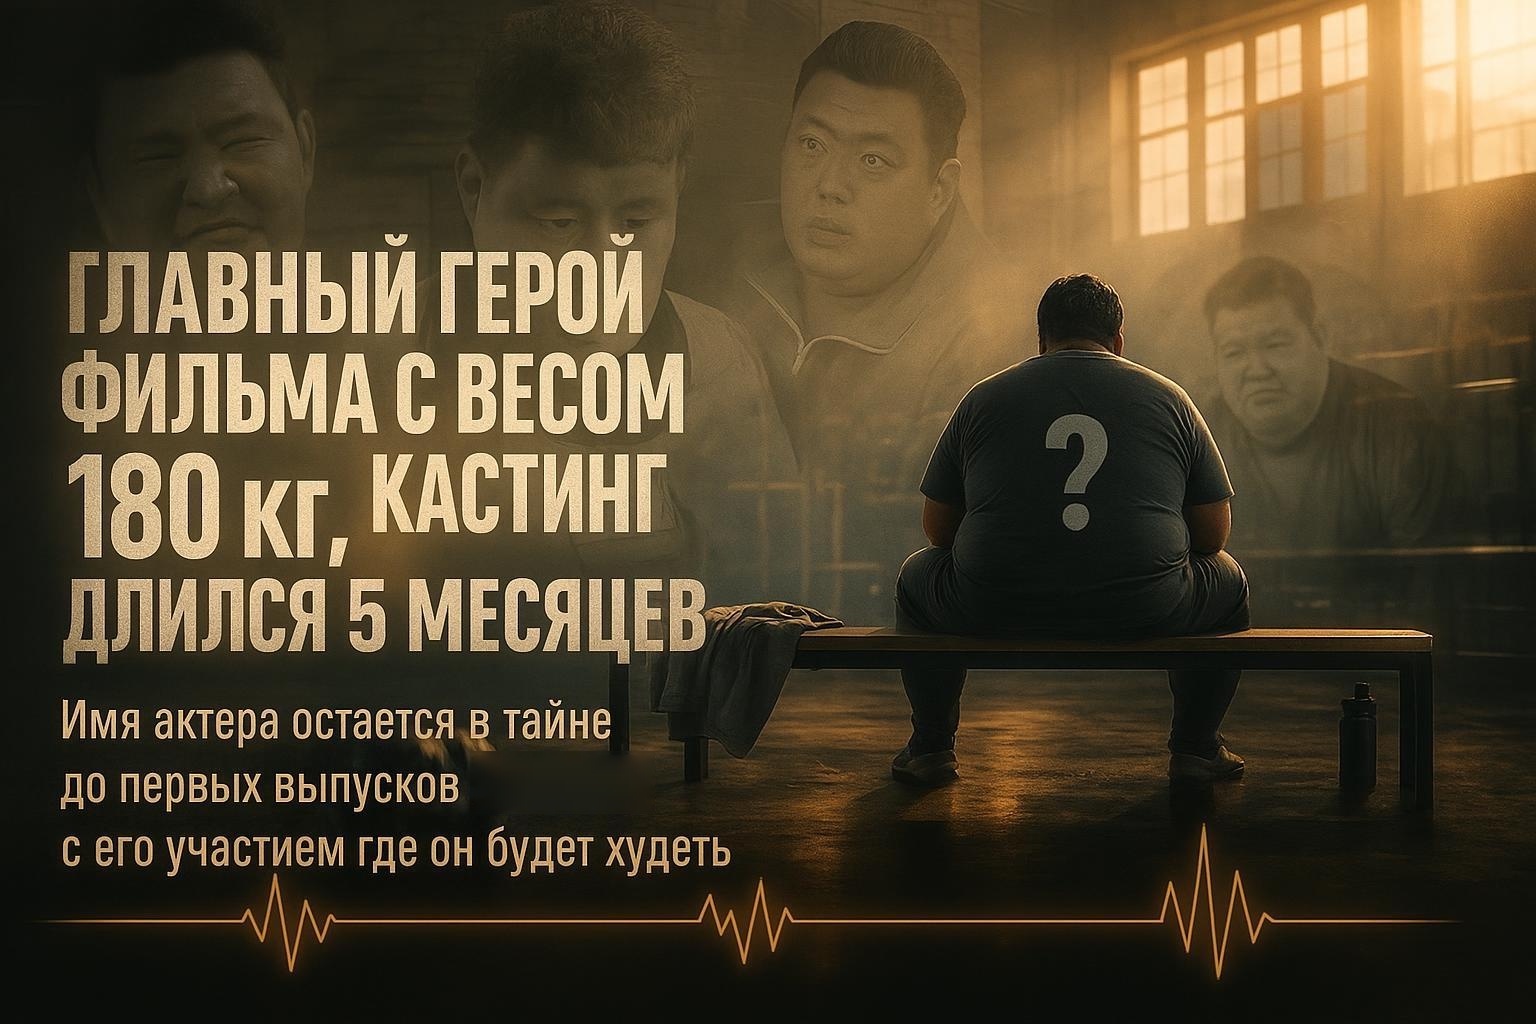 ГЛАВНЫЙ ГЕРОЙ
ФИЛЬМА С ВЕСОМ
180 кг, КАСТИНГ
ДЛИЛСЯ 5 МЕСЯЦЕВ
Имя актера остается в тайне
до первых выпусков
с его участием где он будет худеть
?